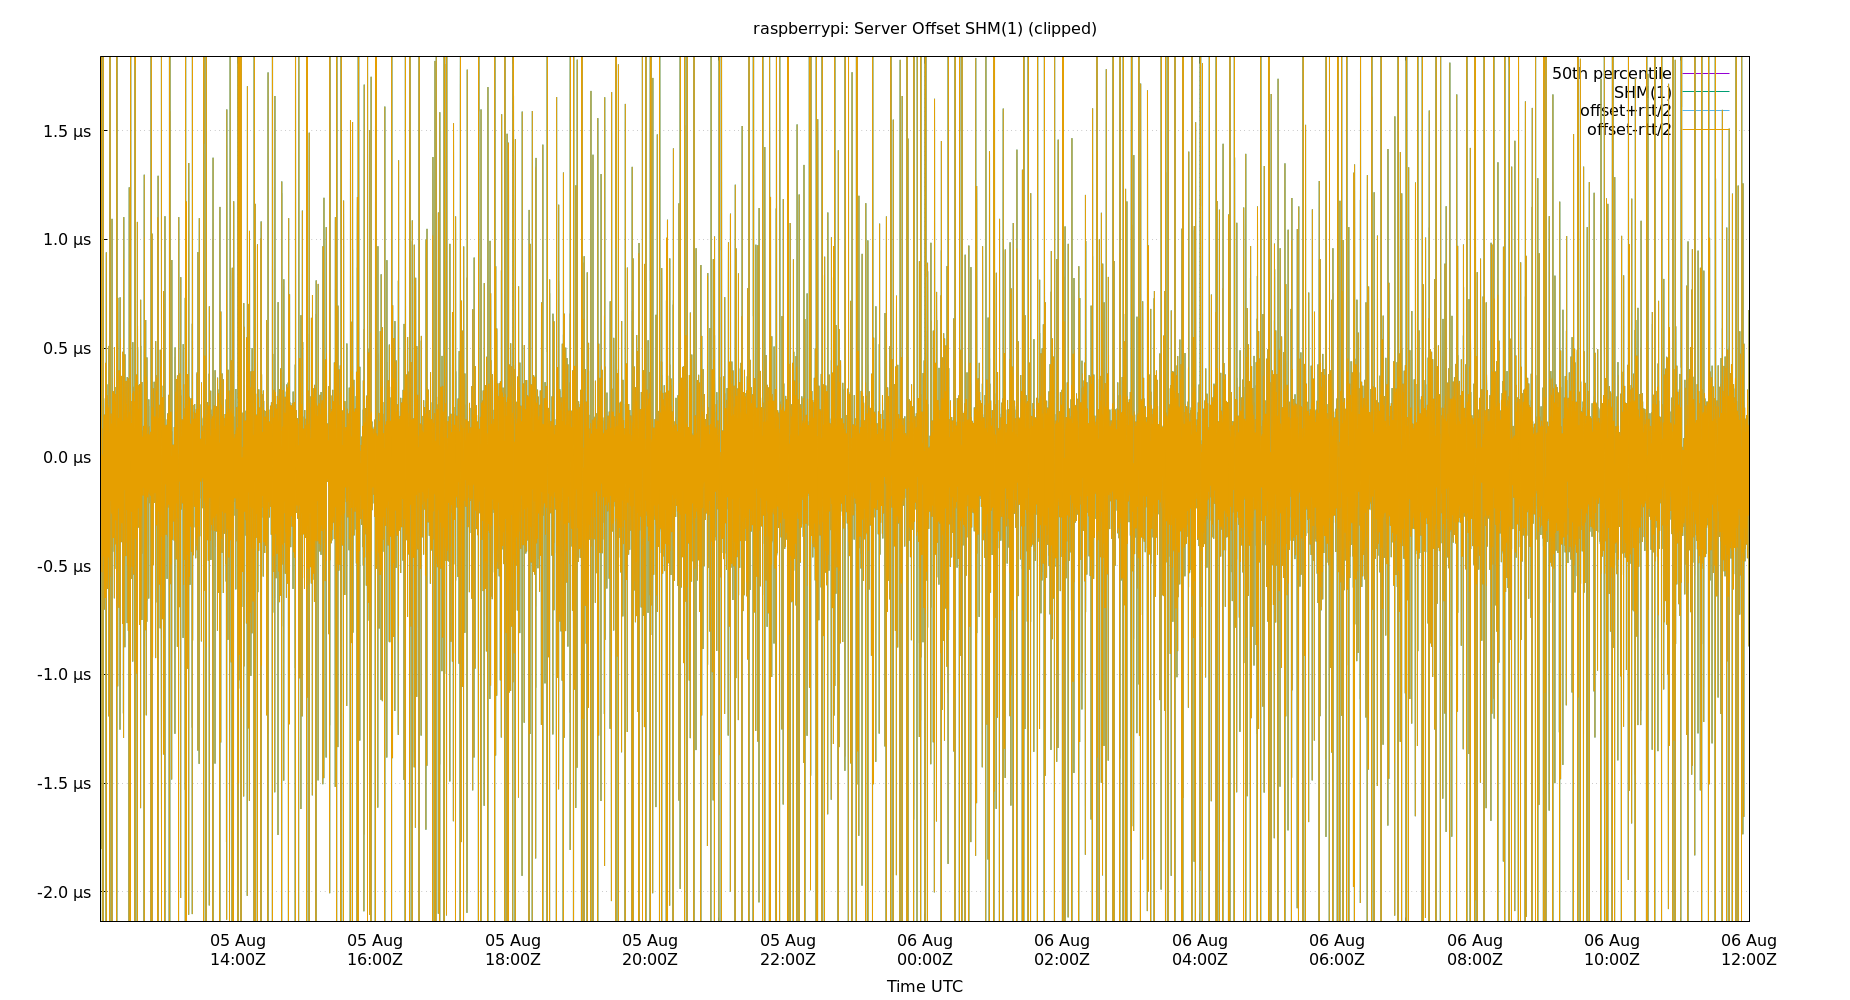 raspberrypi: Server Offset SHM(1) (clipped)
50th percentile
SHM(1)
offset+rtt/2
offset-rtt/2
1.5 µs
1.0 µs
0.5 µs
0.0 µs
-0.5 µs
-1.0 µs
-1.5 µs
-2.0 µs
05 Aug 05 Aug 05 Aug 05 Aug 05 Aug 06 Aug 06 Aug 06 Aug 06 Aug 06 Aug 06 Aug 06 Aug
14:00Z 16:00Z 18:00Z 20:00Z 22:00Z 00:00Z 02:00Z 04:00Z 06:00Z 08:00Z 10:00Z 12:00Z
Time UTC